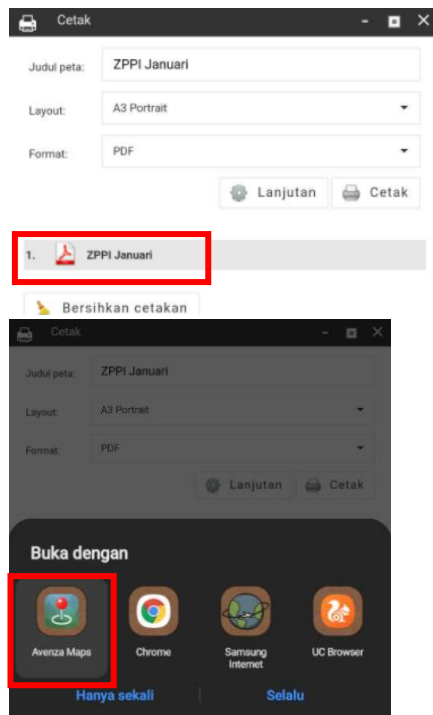 Cetak
Judul peta: ZPPI Januari
Layout: A3 Portrait
Format: PDF
Lanjutan Cetak
1. ZPPI Januari
Bersihkan cetakan
Cetak
Judul peta: ZPPI Januari
Layout: A3 Portrait
Format: PDF
Lanjutan Cetak
Buka dengan
Avenza Maps Chrome Samsung Internet UC Browser
Hanya sekali Selalu